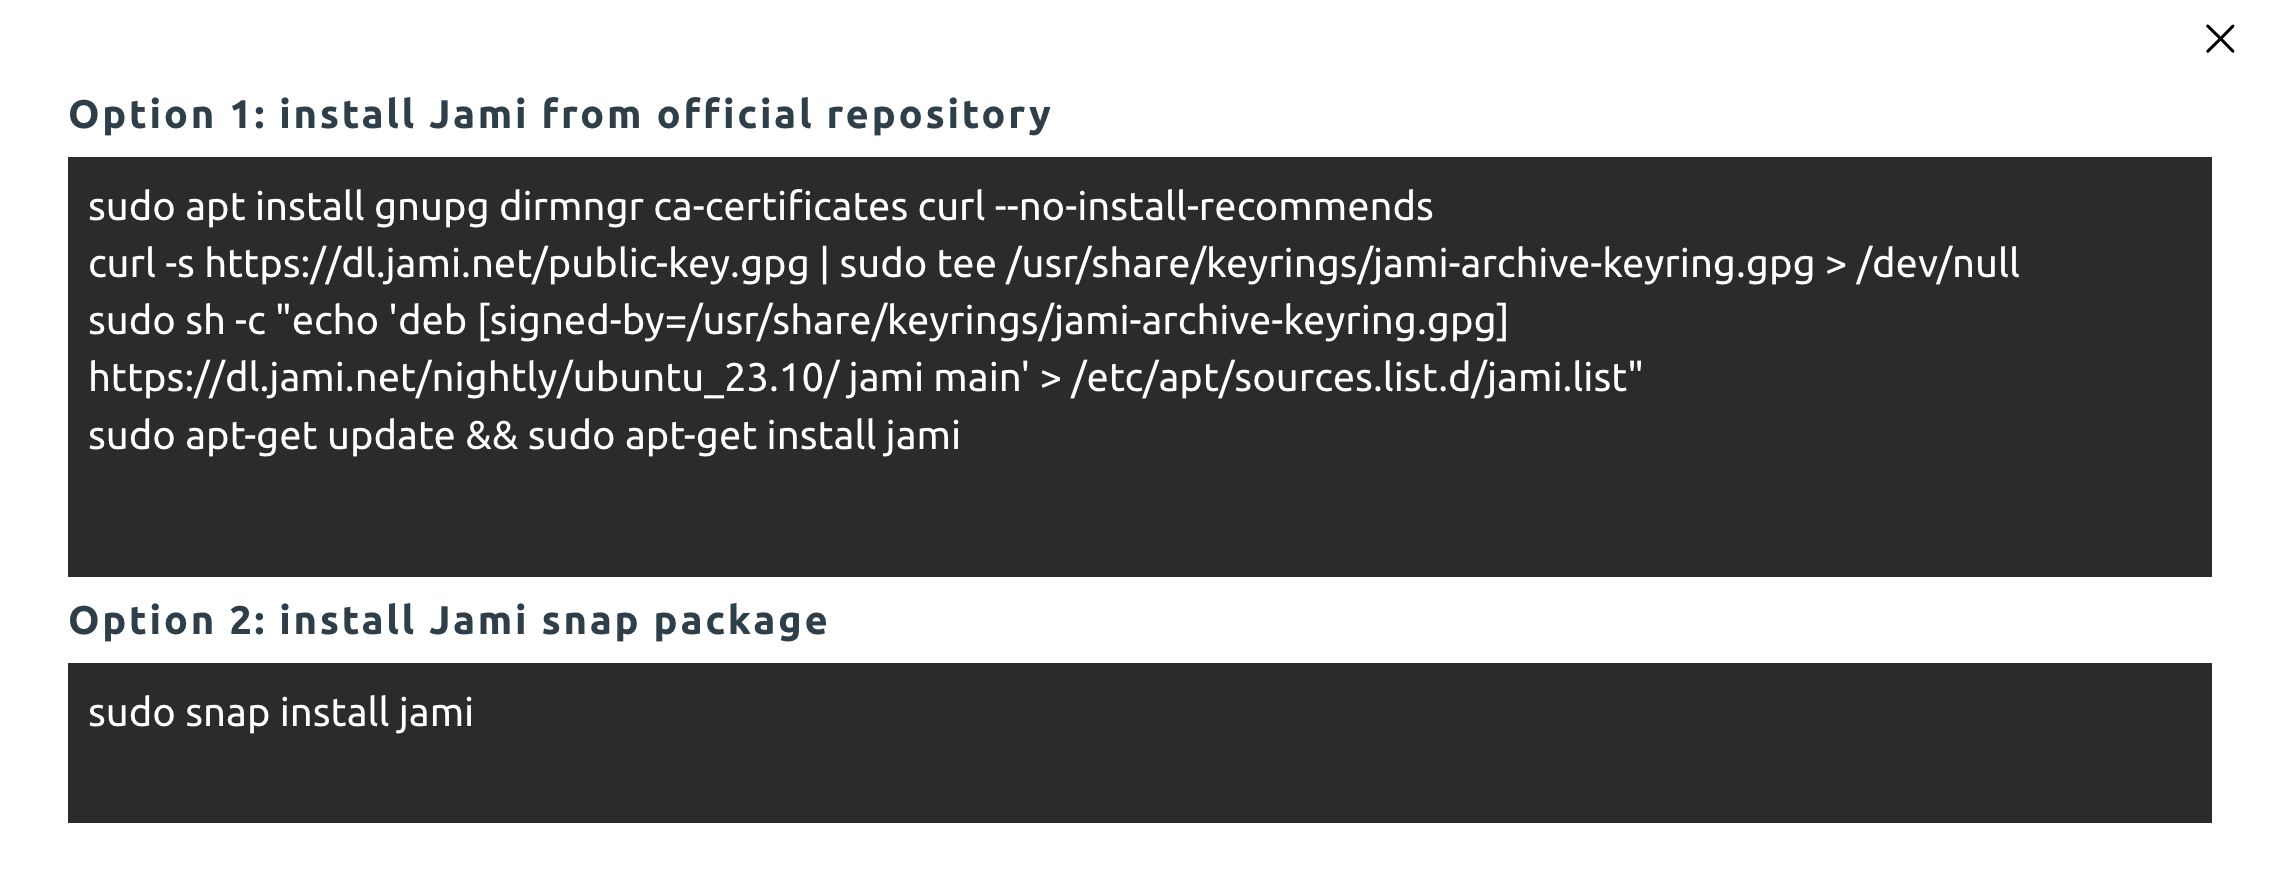 Option 1: install Jami from official repository
sudo apt install gnupg dirmngr ca-certificates curl --no-install-recommends
curl -s https://dl.jami.net/public-key.gpg | sudo tee /usr/share/keyrings/jami-archive-keyring.gpg > /dev/null
sudo sh -c "echo 'deb [signed-by=/usr/share/keyrings/jami-archive-keyring.gpg]
https://dl.jami.net/nightly/ubuntu_23.10/ jami main' > /etc/apt/sources.list.d/jami.list"
sudo apt-get update && sudo apt-get install jami
Option 2: install Jami snap package
sudo snap install jami